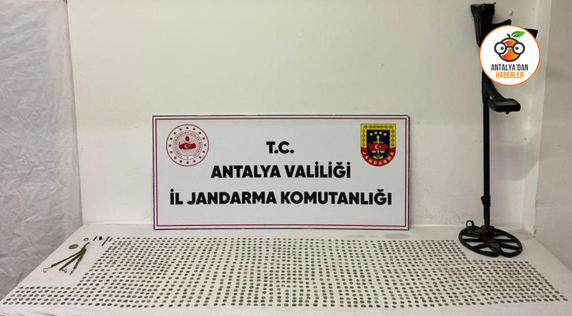 T.C.
ANTALYA VALİLİĞİ
İL JANDARMA KOMUTANLIĞI
ANTALYA'DAN
HABERLER